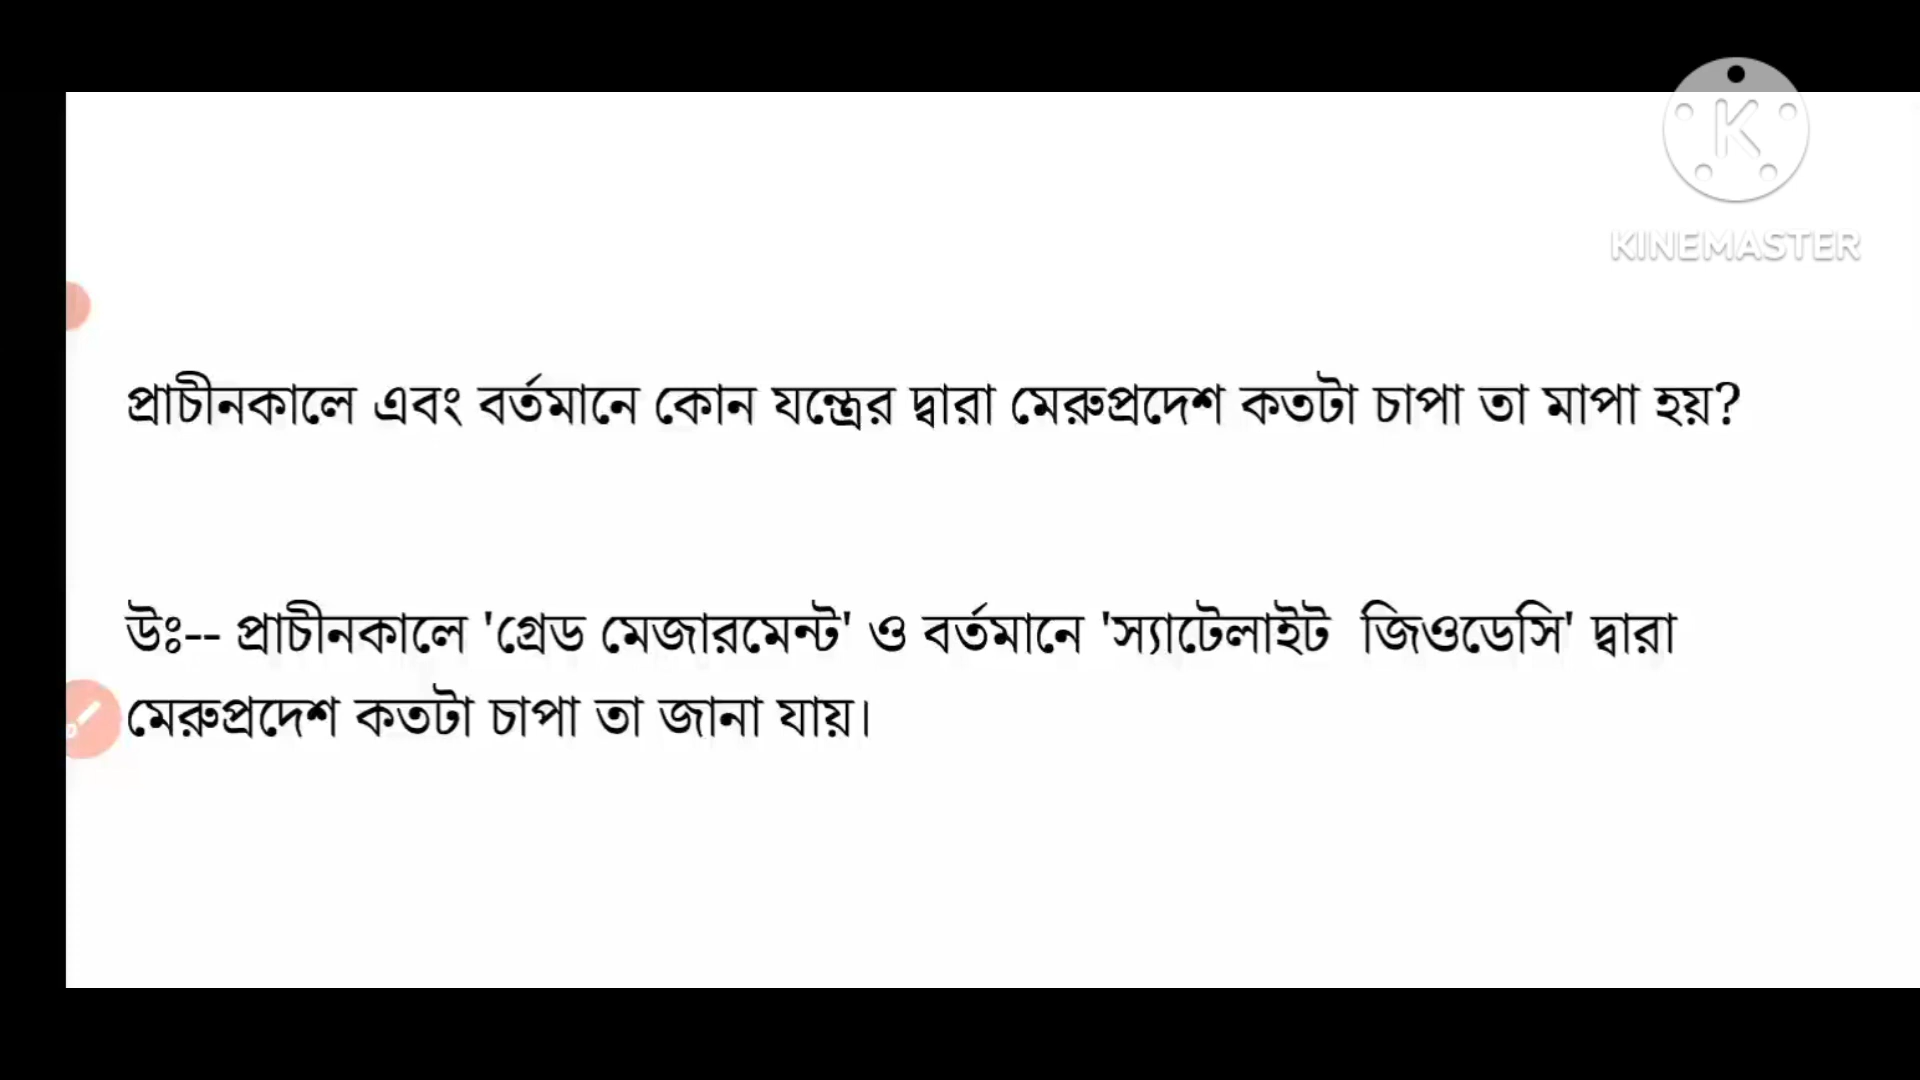 K
KINEMASTER
প্রাচীনকালে এবং বর্তমানে কোন যন্ত্রের দ্বারা মেরুপ্রদেশ কতটা চাপা তা মাপা হয়?
উঃ-- প্রাচীনকালে 'গ্রেড মেজারমেন্ট' ও বর্তমানে 'স্যাটেলাইট জিওডেসি' দ্বারা
মেরুপ্রদেশ কতটা চাপা তা জানা যায়।